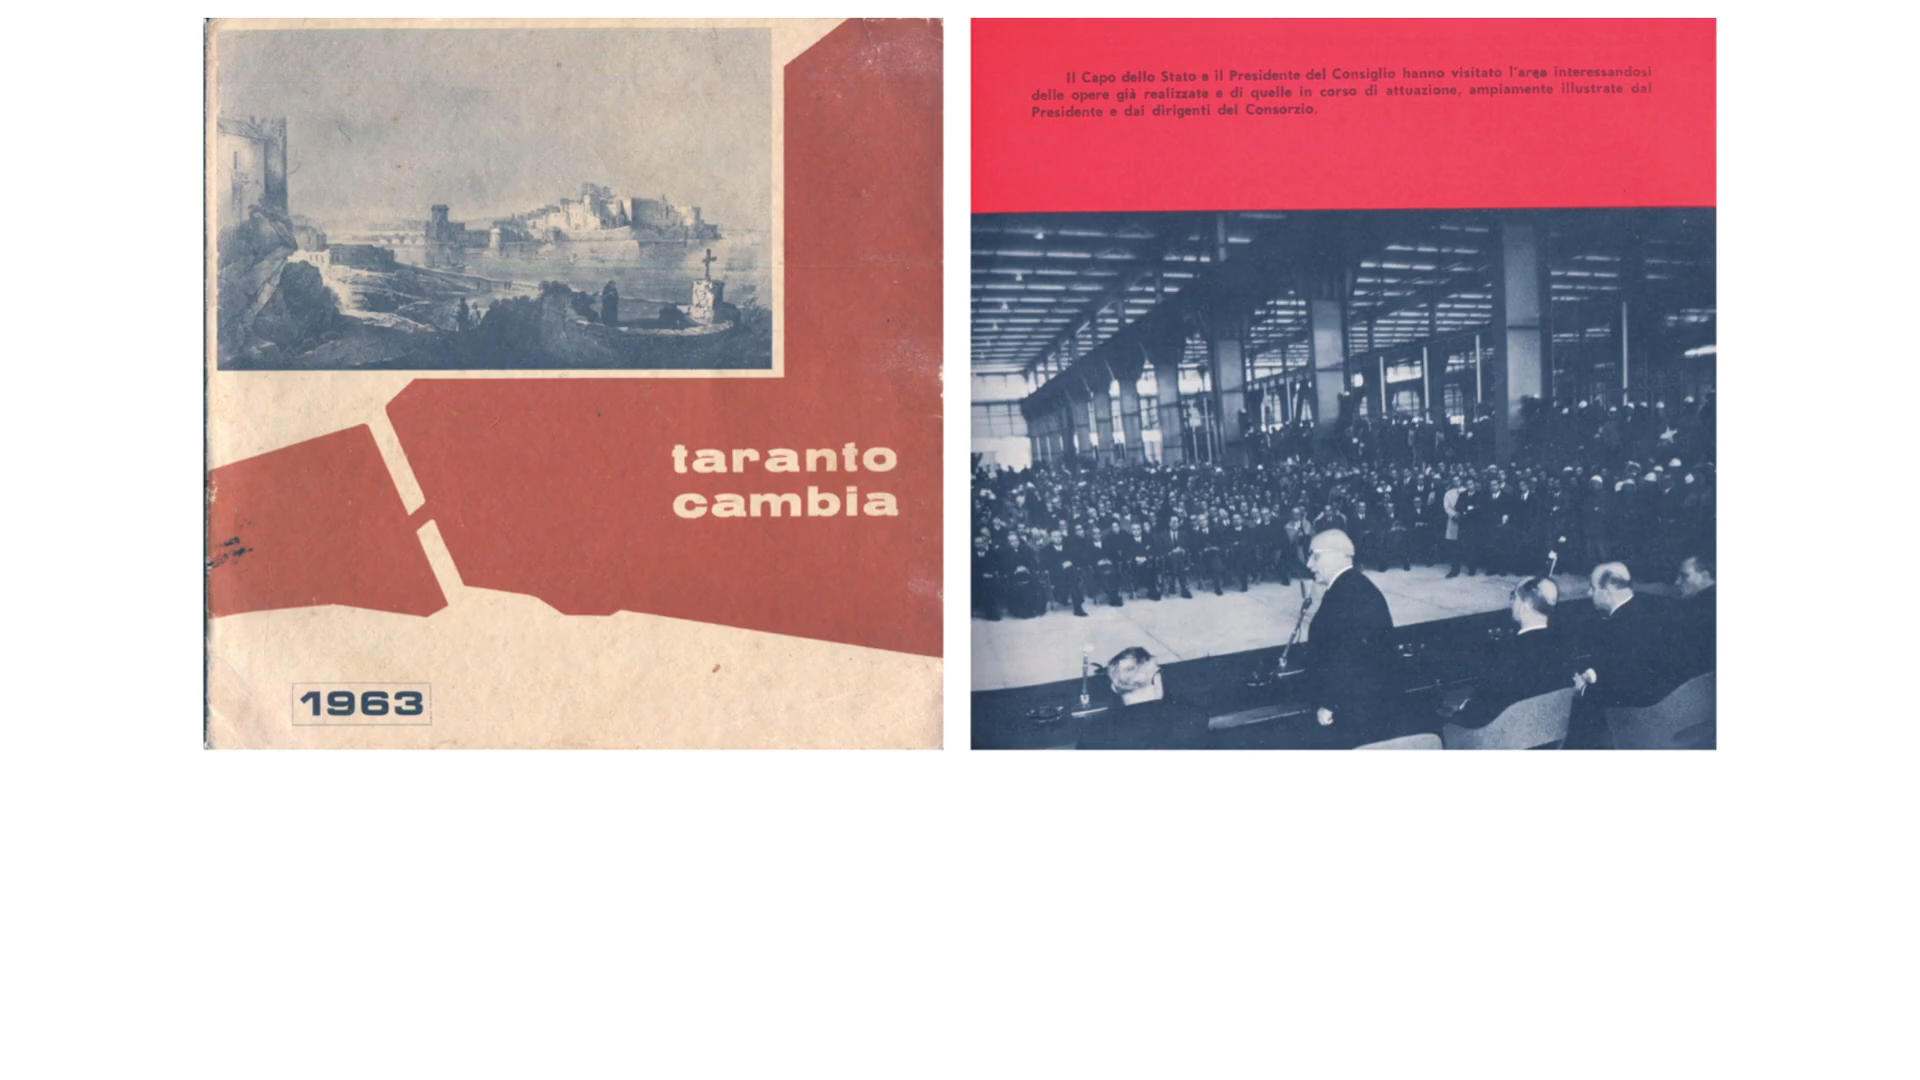 taranto
cambia
1963
Il Capo dello Stato e il Presidente del Consiglio hanno visitato l'area interessandosi
delle opere già realizzate e di quelle in corso di attuazione, ampiamente illustrate dal
Presidente e dai dirigenti del Consorzio.